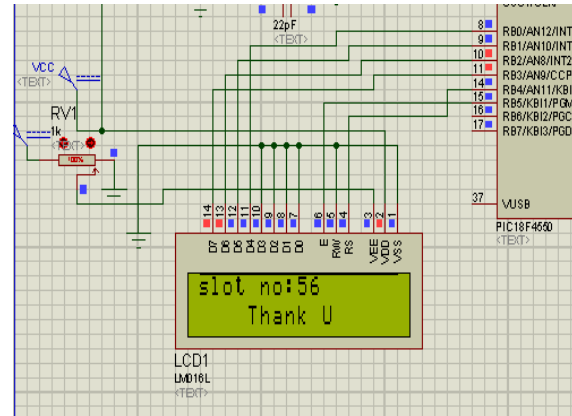 22pF
<TEXT>
VCC
<TEXT>
RV1
1k
<TEXT>
100%
8
9
10
11
14
15
16
17
37
RB0/AN12/INT
RB1/AN10/INT
RB2/AN8/INT2
RB3/AN9/CCP
RB4/AN11/KBI
RB5/KBI1/PGM
RB6/KBI2/PGC
RB7/KBI3/PGD
VUSB
PIC18F4550
<TEXT>
14 13 12 11 10 9 8 7 6 5 4 3 2 1
D7 D6 D5 D4 D3 D2 D1 D0 E RW RS VEE VDD VSS
slot no:56
Thank U
LCD1
LM016L
<TEXT>